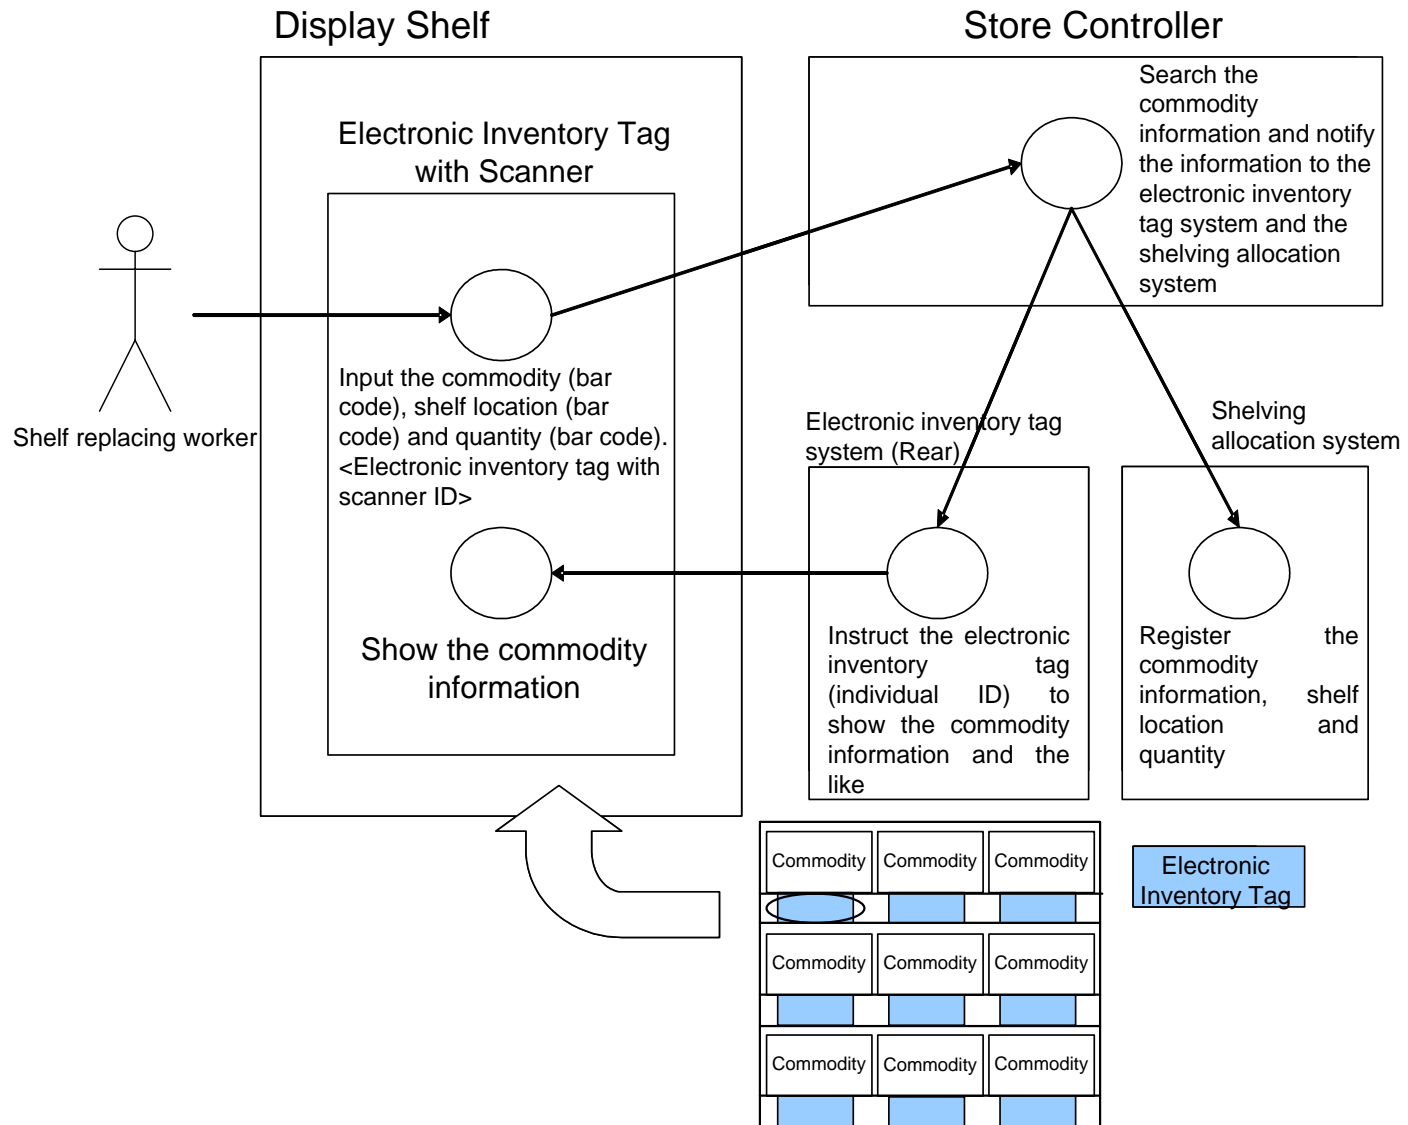 Display Shelf
Store Controller
Electronic Inventory Tag
with Scanner
Search the
commodity
information and notify
the information to the
electronic inventory
tag system and the
shelving allocation
system
Shelf replacing worker
Input the commodity (bar
code), shelf location (bar
code) and quantity (bar code).
<Electronic inventory tag with
scanner ID>
Electronic inventory tag
system (Rear)
Shelving
allocation system
Show the commodity
information
Instruct the electronic
inventory tag
(individual ID) to
show the commodity
information and the
like
Register the
commodity
information, shelf
location and
quantity
Commodity Commodity Commodity
Electronic
Inventory Tag
Commodity Commodity Commodity
Commodity Commodity Commodity